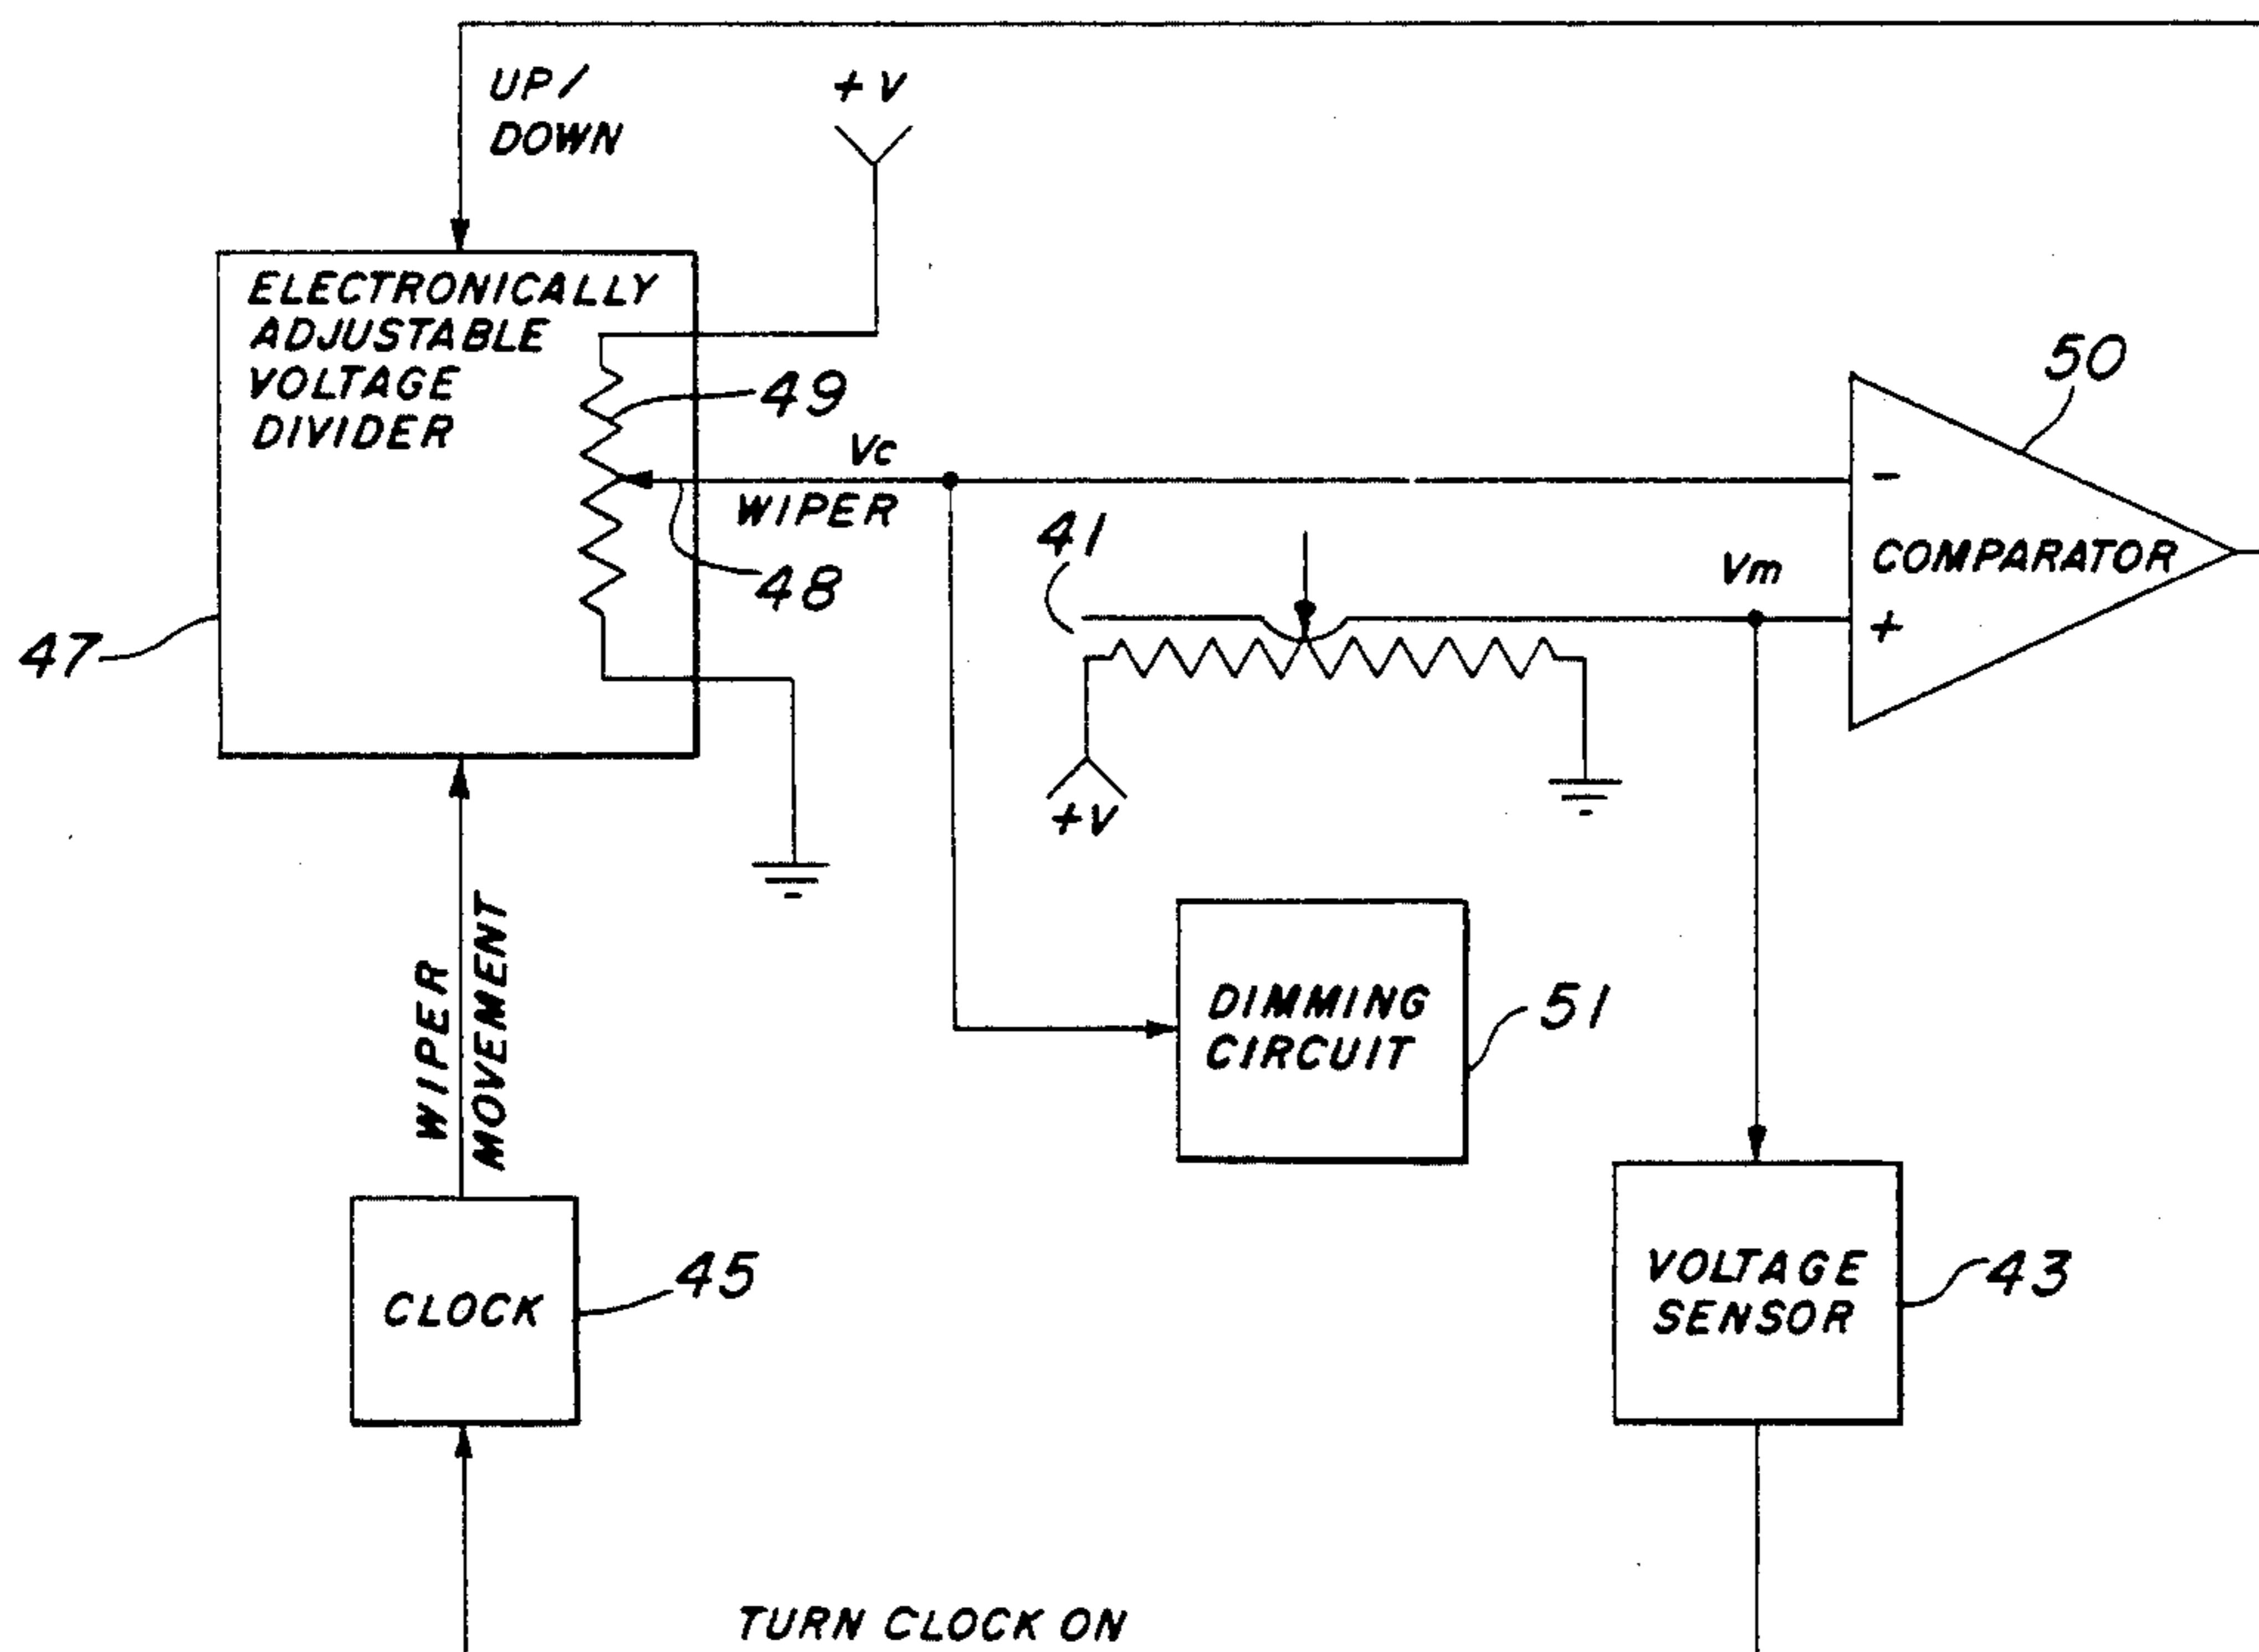 UP/
DOWN
+V
ELECTRONICALLY
ADJUSTABLE
VOLTAGE
DIVIDER
49
Vc
WIPER
48
47
41
Vm
50
-
COMPARATOR
+
+V
WIPER
MOVEMENT
DIMMING
CIRCUIT
51
CLOCK
45
VOLTAGE
SENSOR
43
TURN CLOCK ON